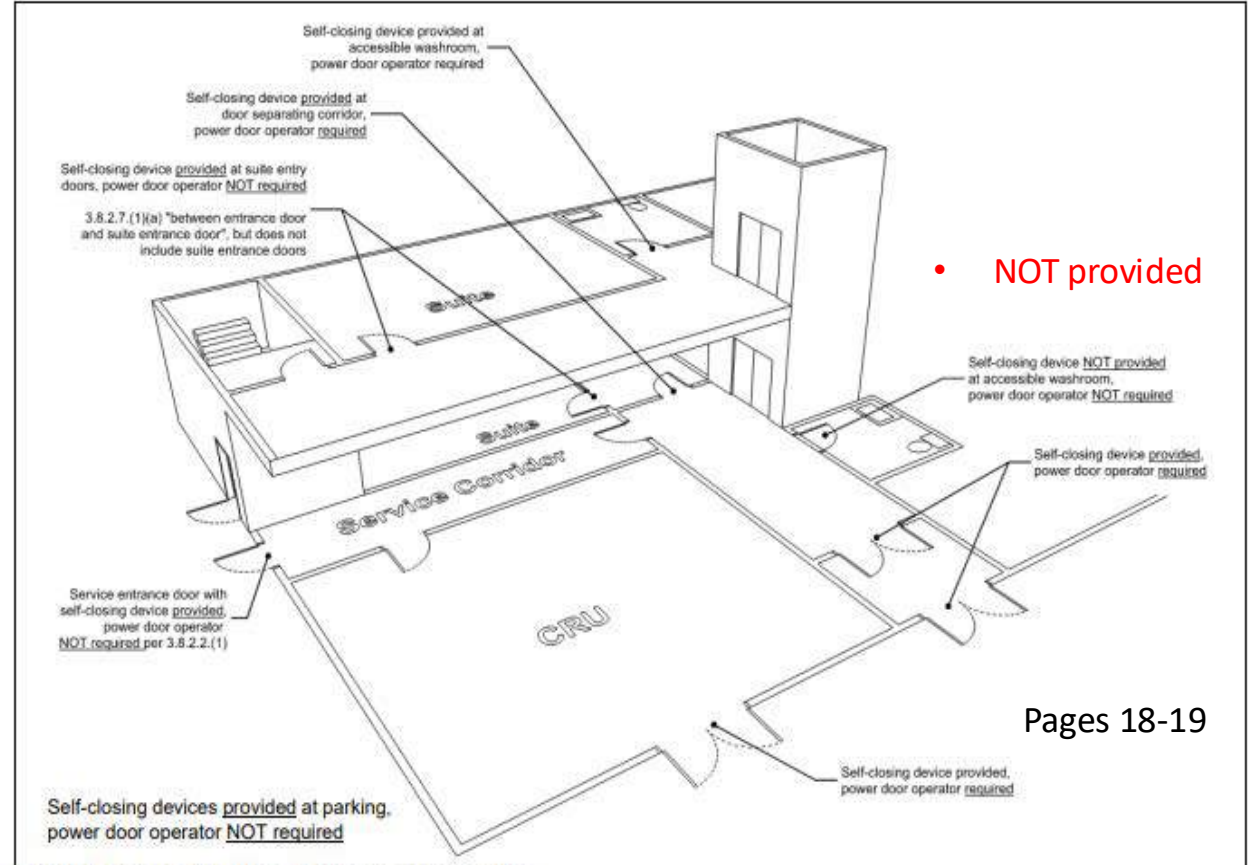 Self-closing device provided at
accessible washroom,
power door operator required
Self-closing device provided at
door separating corridor,
power door operator required
Self-closing device provided at suite entry
doors, power door operator NOT required
3.8.2.7.(1)(a) "between entrance door
and suite entrance door", but does not
include suite entrance doors
• NOT provided
Suite
Self-closing device NOT provided
at accessible washroom,
power door operator NOT required
Suite
Service Corridor
Self-closing device provided,
power door operator required
Service entrance door with
self-closing device provided,
power door operator
NOT required per 3.8.2.2.(1)
CRU
Pages 18-19
Self-closing device provided,
power door operator required
Self-closing devices provided at parking,
power door operator NOT required